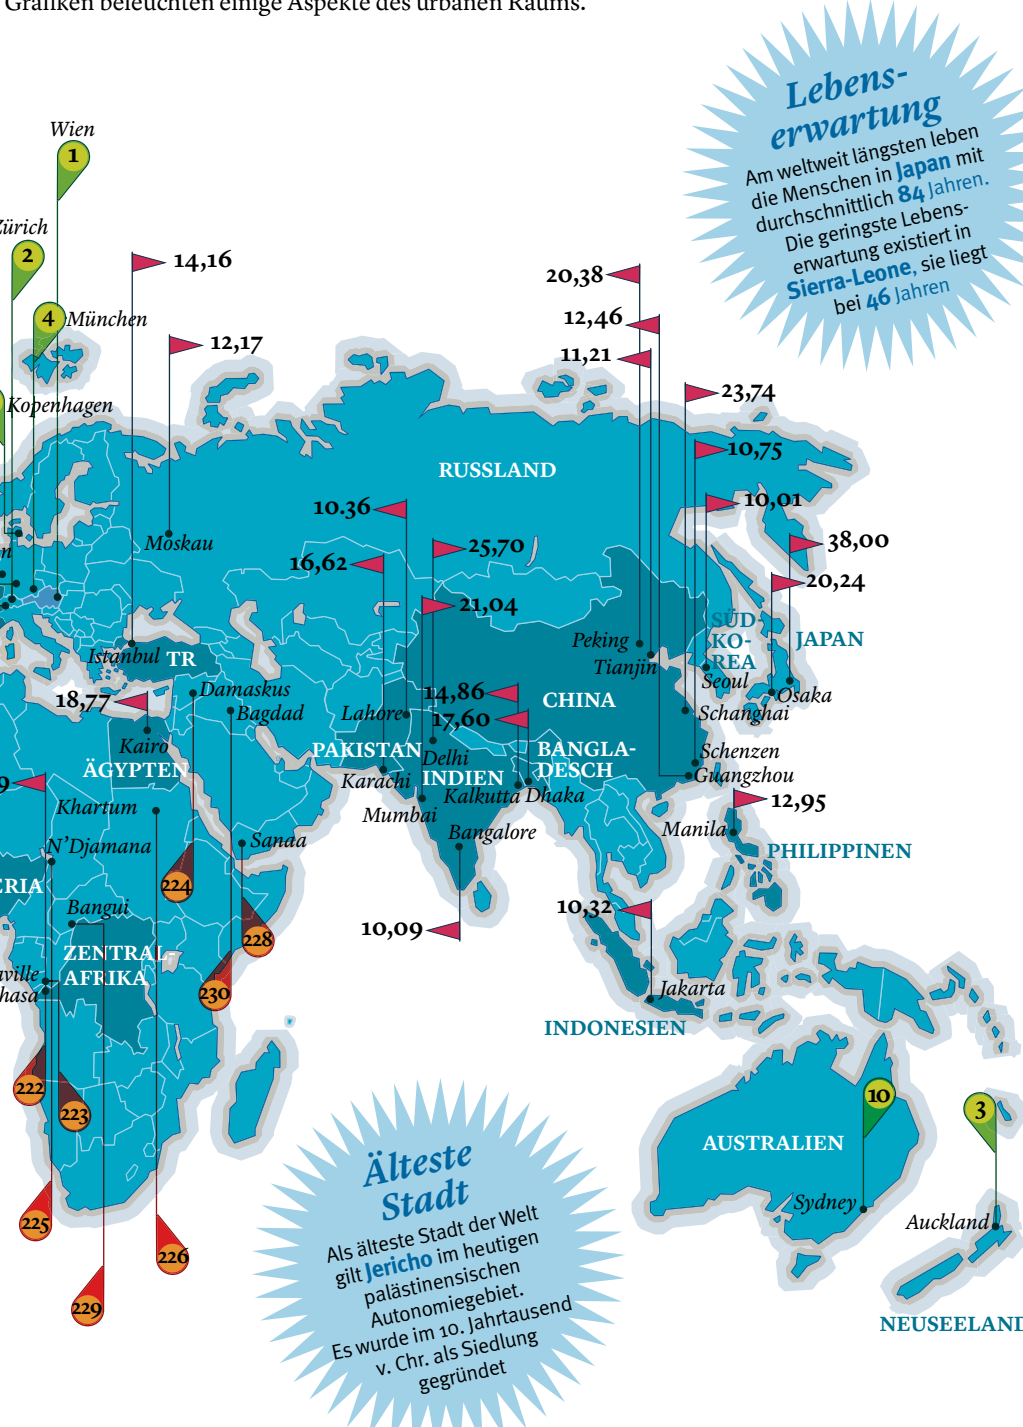 Grafiken beleuchten einige Aspekte des urbanen Raums.
Lebens-
erwartung
Am weltweit längsten leben
die Menschen in Japan mit
durchschnittlich 84 Jahren.
Die geringste Lebens-
erwartung existiert in
Sierra-Leone, sie liegt
bei 46 Jahren
Wien
1
Zürich
2
4 München
Kopenhagen
14,16
12,17
20,38
12,46
11,21
23,74
10,75
10,01
38,00
20,24
RUSSLAND
10.36
16,62
25,70
21,04
Moskau
Istanbul TR
Peking
Tianjin
SÜD-
KO-
REA
JAPAN
Seoul
Osaka
Schanghai
18,77
Damaskus
Bagdad
Kairo
ÄGYPTEN
Lahore
14,86
17,60
CHINA
PAKISTAN
Delhi
BANGLA-
DESCH
Schenzen
Guangzhou
Karachi
INDIEN
Kalkutta Dhaka
Mumbai
12,95
Manila
PHILIPPINEN
Khartum
N'Djamana
Sanaa
Bangalore
224
Bangui
10,09
10,32
228
ZENTRAL-
AFRIKA
230
Jakarta
INDONESIEN
222
223
10
3
AUSTRALIEN
Sydney
Auckland
225
226
229
NEUSEELAND
Älteste
Stadt
Als älteste Stadt der Welt
gilt Jericho im heutigen
palästinensischen
Autonomiegebiet.
Es wurde im 10. Jahrtausend
v. Chr. als Siedlung
gegründet